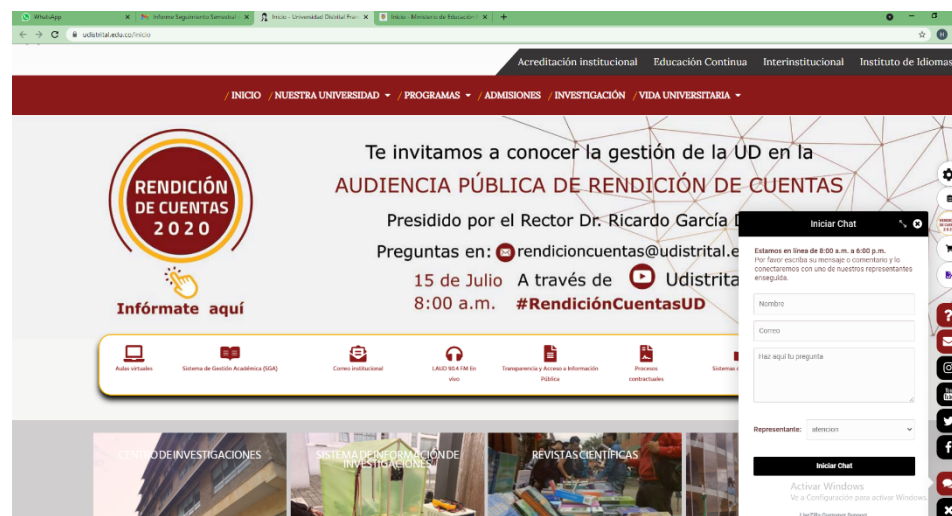 WhatsApp
Informe Seguimiento Semestral
Inicio - Universidad Distrital Fran
Inicio - Ministerio de Educación
udistrital.edu.co/inicio
Acreditación institucional Educación Continua Interinstitucional Instituto de Idiomas
/ INICIO / NUESTRA UNIVERSIDAD / PROGRAMAS / ADMISIONES / INVESTIGACIÓN / VIDA UNIVERSITARIA
RENDICIÓN
DE CUENTAS
2020
Infórmate aquí
Te invitamos a conocer la gestión de la UD en la
AUDIENCIA PÚBLICA DE RENDICIÓN DE CUENTAS
Presidido por el Rector Dr. Ricardo García
Preguntas en: rendicioncuentas@udistrital.e
15 de Julio A través de Udistrita
8:00 a.m. #RendiciónCuentasUD
Aulas virtuales
Sistema de Gestión Académica (SGA)
Correo institucional
LAUD 90.4 FM En
vivo
Transparencia y Acceso a Información
Pública
Procesos
contractuales
Sistemas
CENTRO DE INVESTIGACIONES
SISTEMA DE INFORMACIÓN DE
INVESTIGACIONES
REVISTAS CIENTÍFICAS
Iniciar Chat
Estamos en línea de 8:00 a.m. a 6:00 p.m.
Por favor escriba su mensaje o comentario y lo
conectaremos con uno de nuestros representantes
enseguida.
Nombre
Correo
Haz aquí tu pregunta
Representante: atencion
Iniciar Chat
Activar Windows
Ve a Configuración para activar Windows.